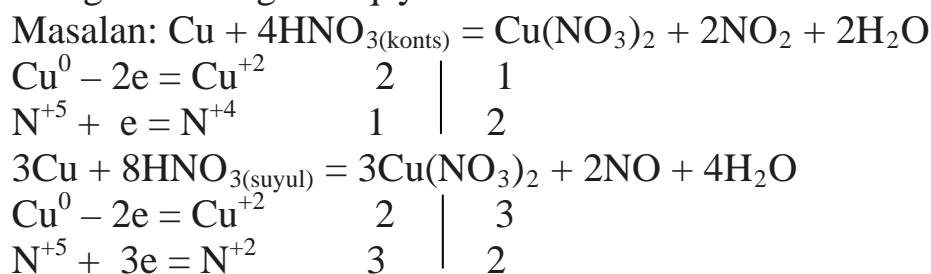 Masalan: Cu + 4HNO₃₍ₖₒₙₜₛ₎ = Cu(NO₃)₂ + 2NO₂ + 2H₂O
Cu⁰ – 2e = Cu⁺² 2 | 1
N⁺⁵ + e = N⁺⁴ 1 | 2
3Cu + 8HNO₃(suyul) = 3Cu(NO₃)₂ + 2NO + 4H₂O
Cu⁰ – 2e = Cu⁺² 2 | 3
N⁺⁵ + 3e = N⁺² 3 | 2